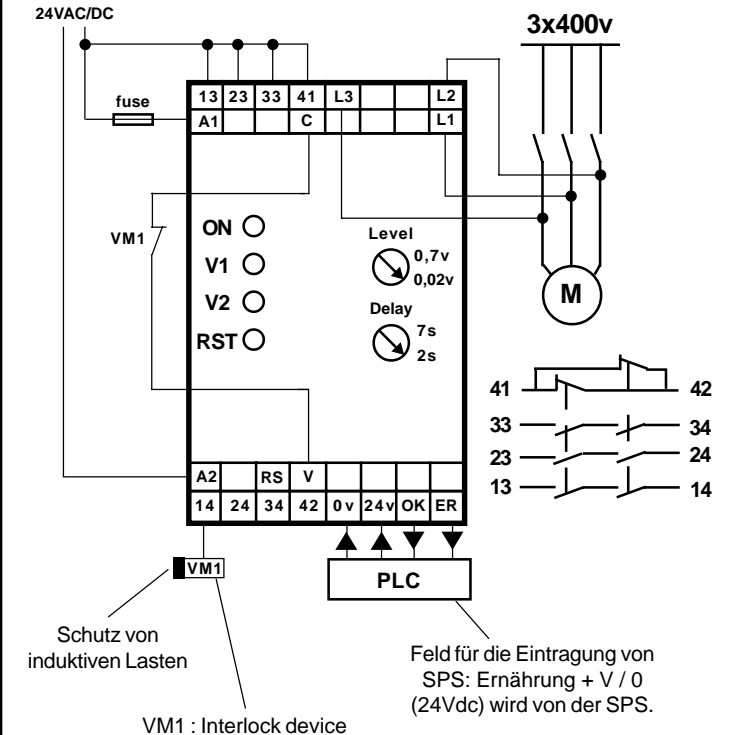 24VAC/DC
3x400v
fuse
13 23 33 41 L3 L2
A1 C L1
VM1
ON
V1
V2
RST
Level
0,7v
0,02v
Delay
7s
2s
M
41 42
33 34
23 24
13 14
A2 RS V
14 24 34 42 0v 24v OK ER
VM1
PLC
Schutz von
induktiven Lasten
Feld für die Eintragung von
SPS: Ernährung + V / 0
(24Vdc) wird von der SPS.
VM1 : Interlock device